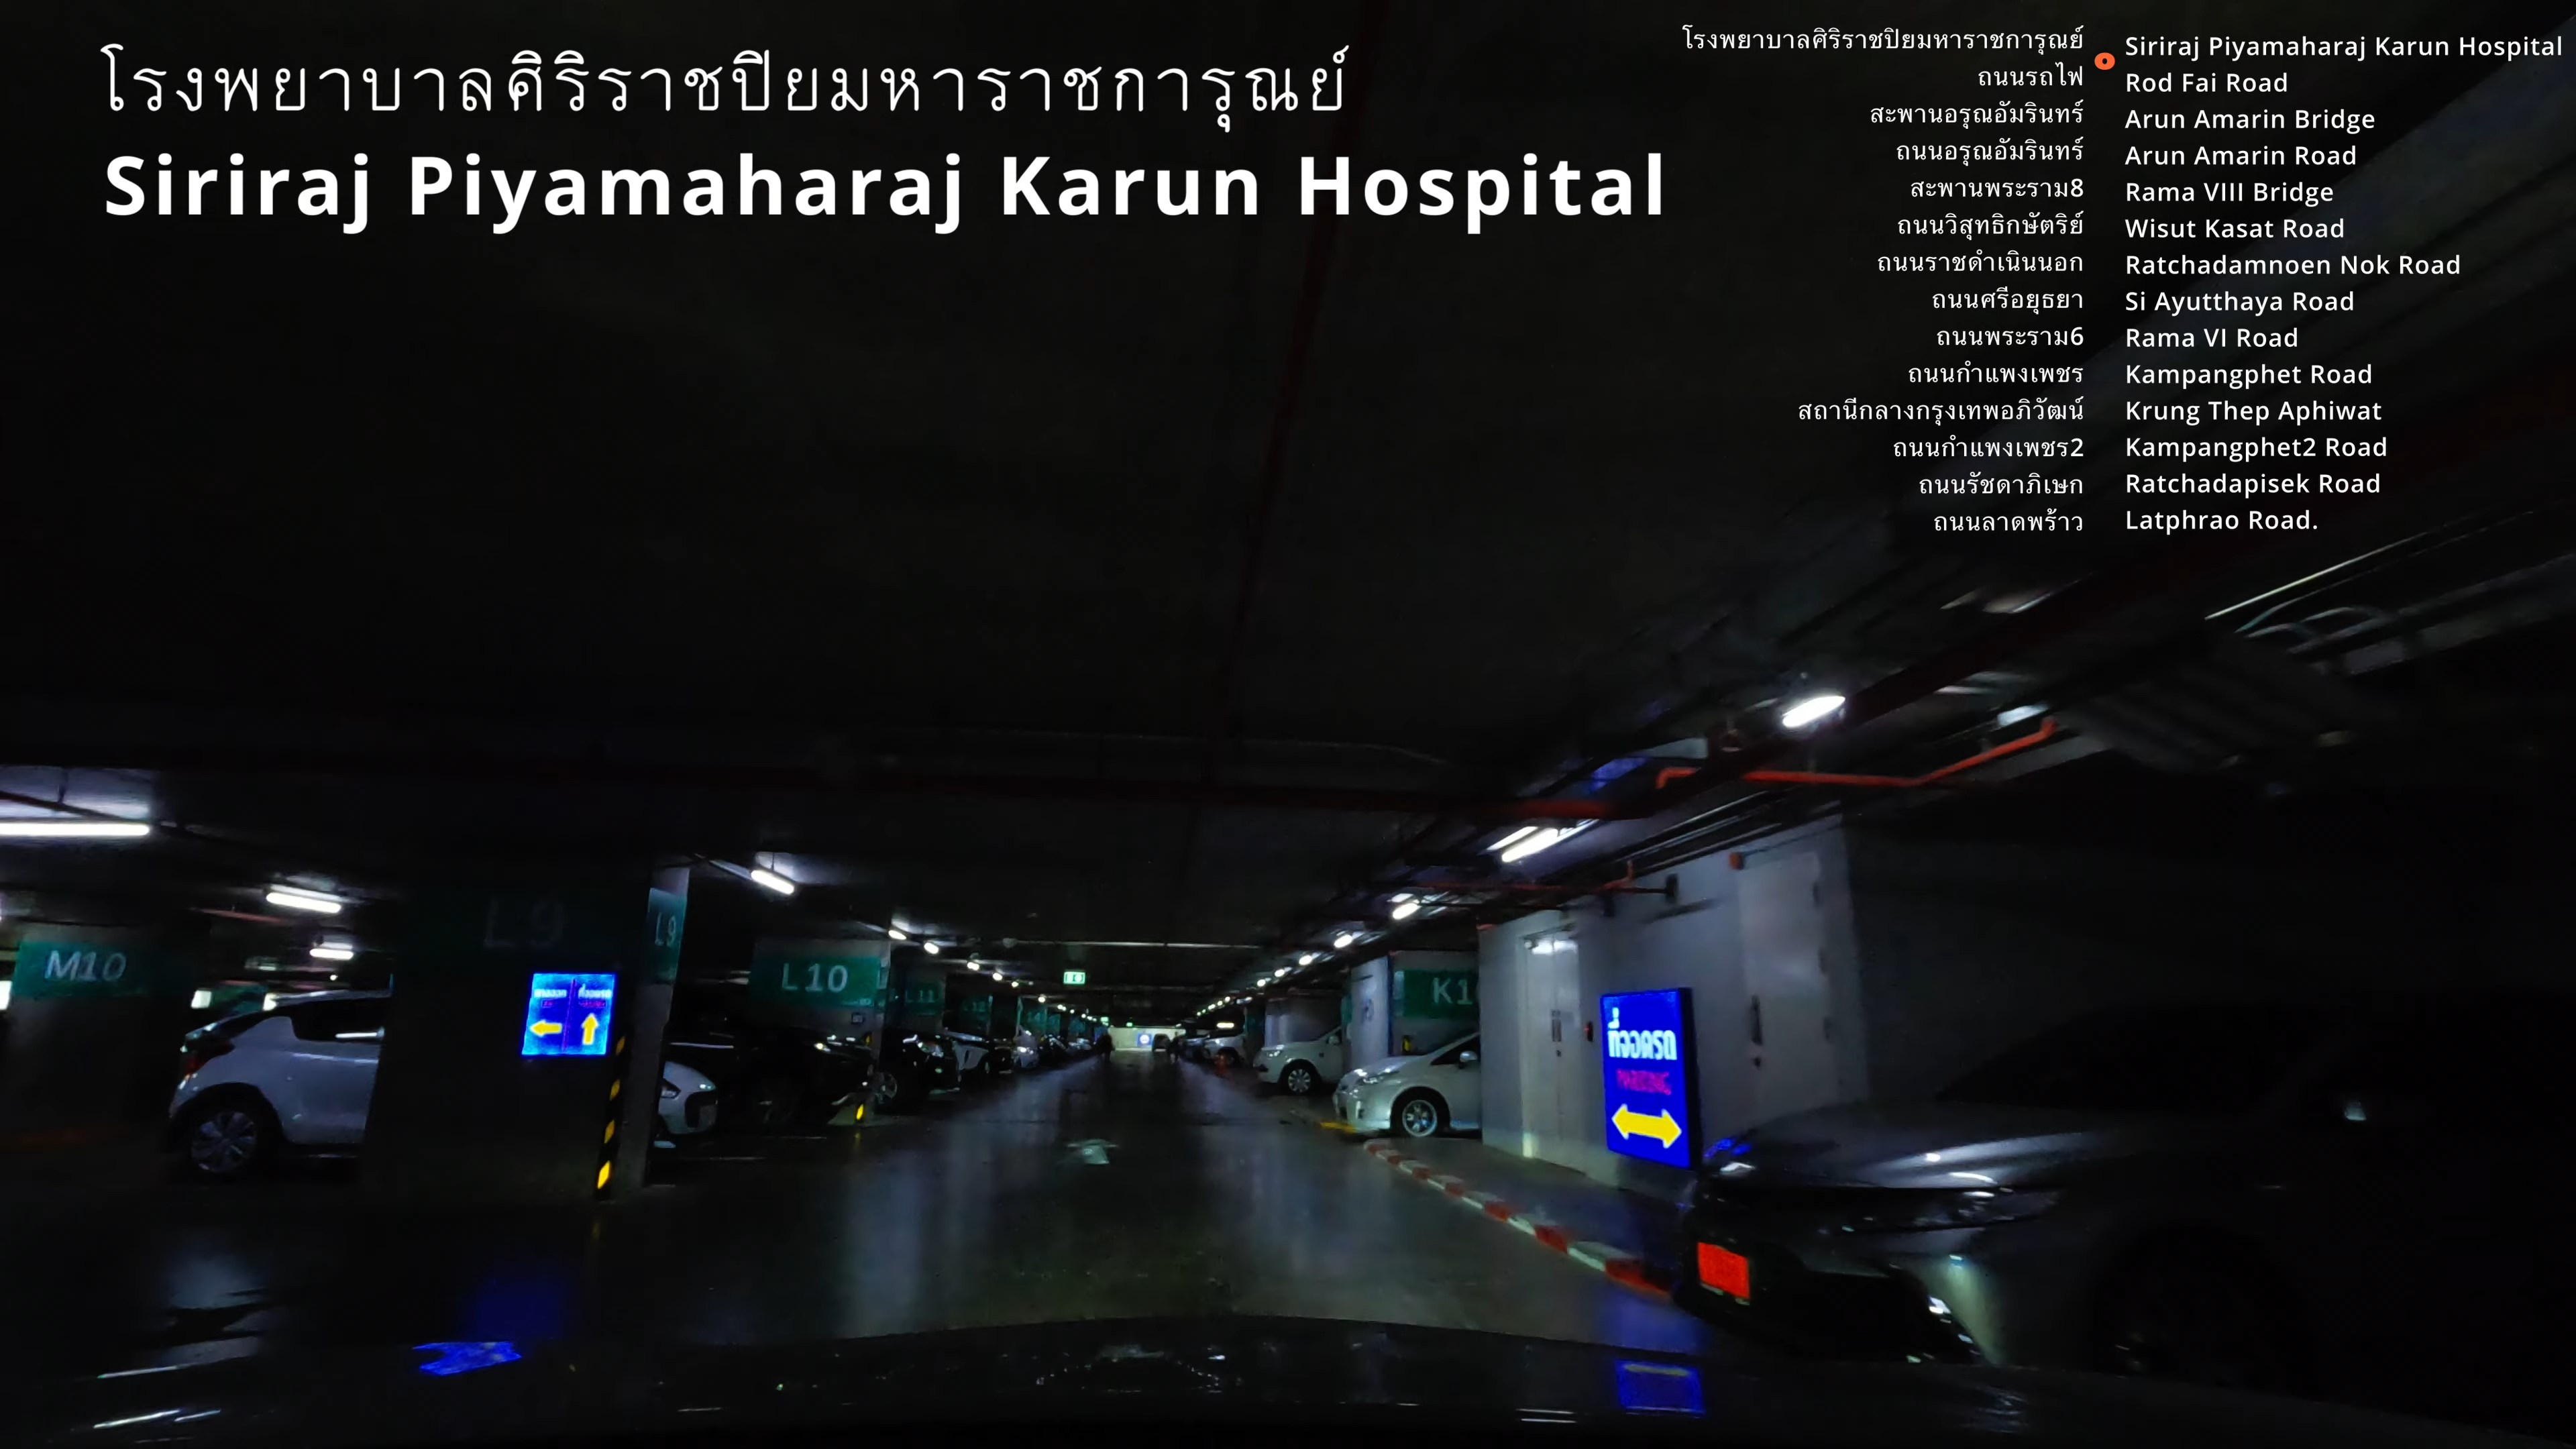 โรงพยาบาลศิริราชปิยมหาราชการุณย์
Siriraj Piyamaharaj Karun Hospital
โรงพยาบาลศิริราชปิยมหาราชการุณย์ Siriraj Piyamaharaj Karun Hospital
ถนนรถไฟ Rod Fai Road
สะพานอรุณอัมรินทร์ Arun Amarin Bridge
ถนนอรุณอัมรินทร์ Arun Amarin Road
สะพานพระราม8 Rama VIII Bridge
ถนนวิสุทธิกษัตริย์ Wisut Kasat Road
ถนนราชดำเนินนอก Ratchadamnoen Nok Road
ถนนศรีอยุธยา Si Ayutthaya Road
ถนนพระราม6 Rama VI Road
ถนนกำแพงเพชร Kampangphet Road
สถานีกลางกรุงเทพอภิวัฒน์ Krung Thep Aphiwat
ถนนกำแพงเพชร2 Kampangphet2 Road
ถนนรัชดาภิเษก Ratchadapisek Road
ถนนลาดพร้าว Latphrao Road.
L9
L9
M10
L10
ที่จอดรถ
PARKING